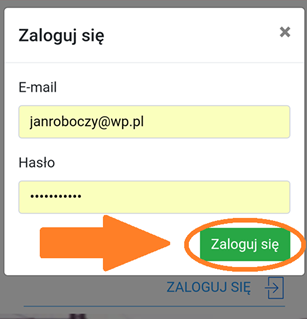 Zaloguj się ×
E-mail
janroboczy@wp.pl
Hasło
•••••••••••
Zaloguj się
ZALOGUJ SIĘ